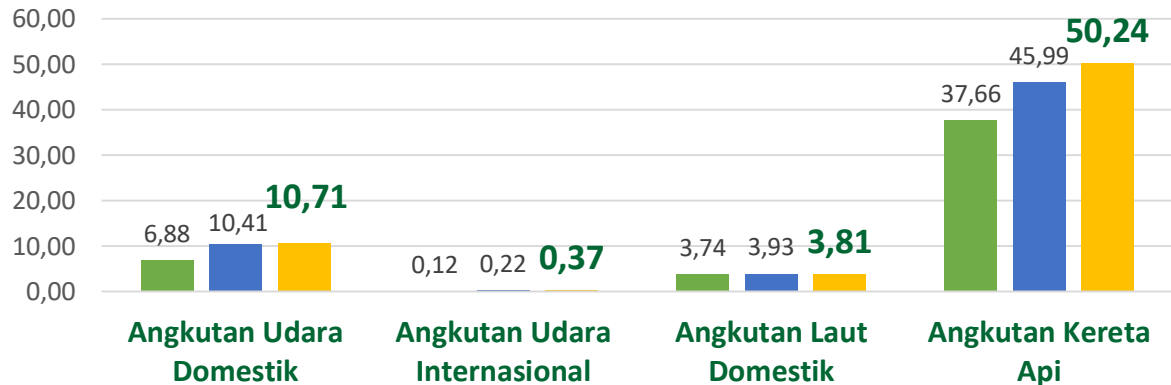 60,00
50,00
40,00
30,00
20,00
10,00
0,00
6,88
10,41
10,71
0,12
0,22
0,37
3,74
3,93
3,81
37,66
45,99
50,24
Angkutan Udara
Domestik
Angkutan Udara
Internasional
Angkutan Laut
Domestik
Angkutan Kereta
Api